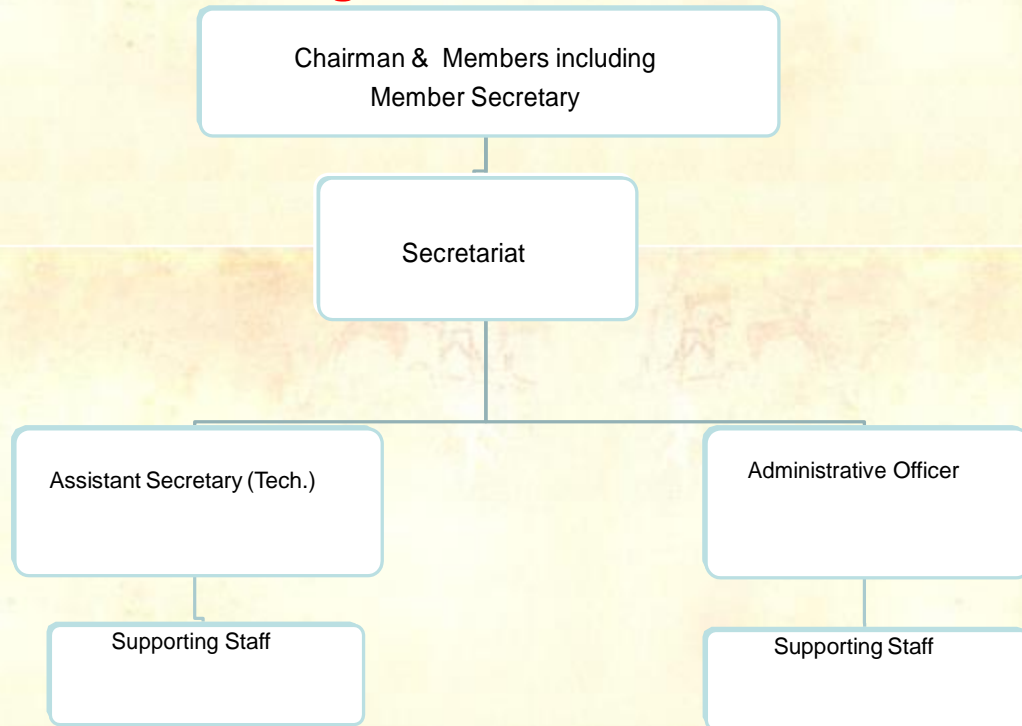 Chairman & Members including
Member Secretary
Secretariat
Assistant Secretary (Tech.)
Administrative Officer
Supporting Staff
Supporting Staff